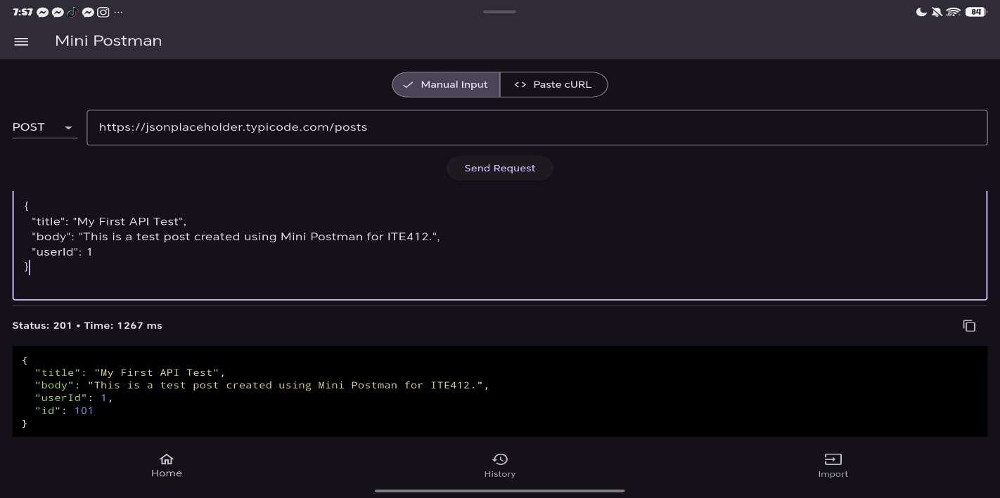 7:57 ...
84
Mini Postman
Manual Input
<> Paste cURL
POST
https://jsonplaceholder.typicode.com/posts
Send Request
{
"title": "My First API Test",
"body": "This is a test post created using Mini Postman for ITE412.",
"userId": 1
}
Status: 201 • Time: 1267 ms
{
"title": "My First API Test",
"body": "This is a test post created using Mini Postman for ITE412.",
"userId": 1,
"id": 101
}
Home
History
Import